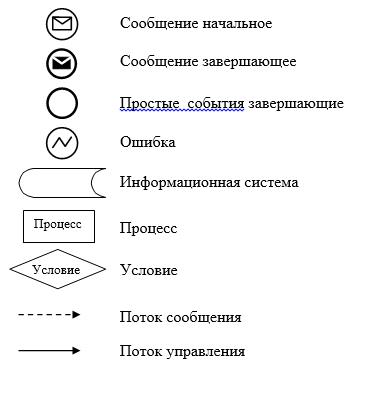 Сообщение начальное
Сообщение завершающее
Простые события завершающие
Ошибка
Информационная система
Процесс Процесс
Условие Условие
Поток сообщения
Поток управления